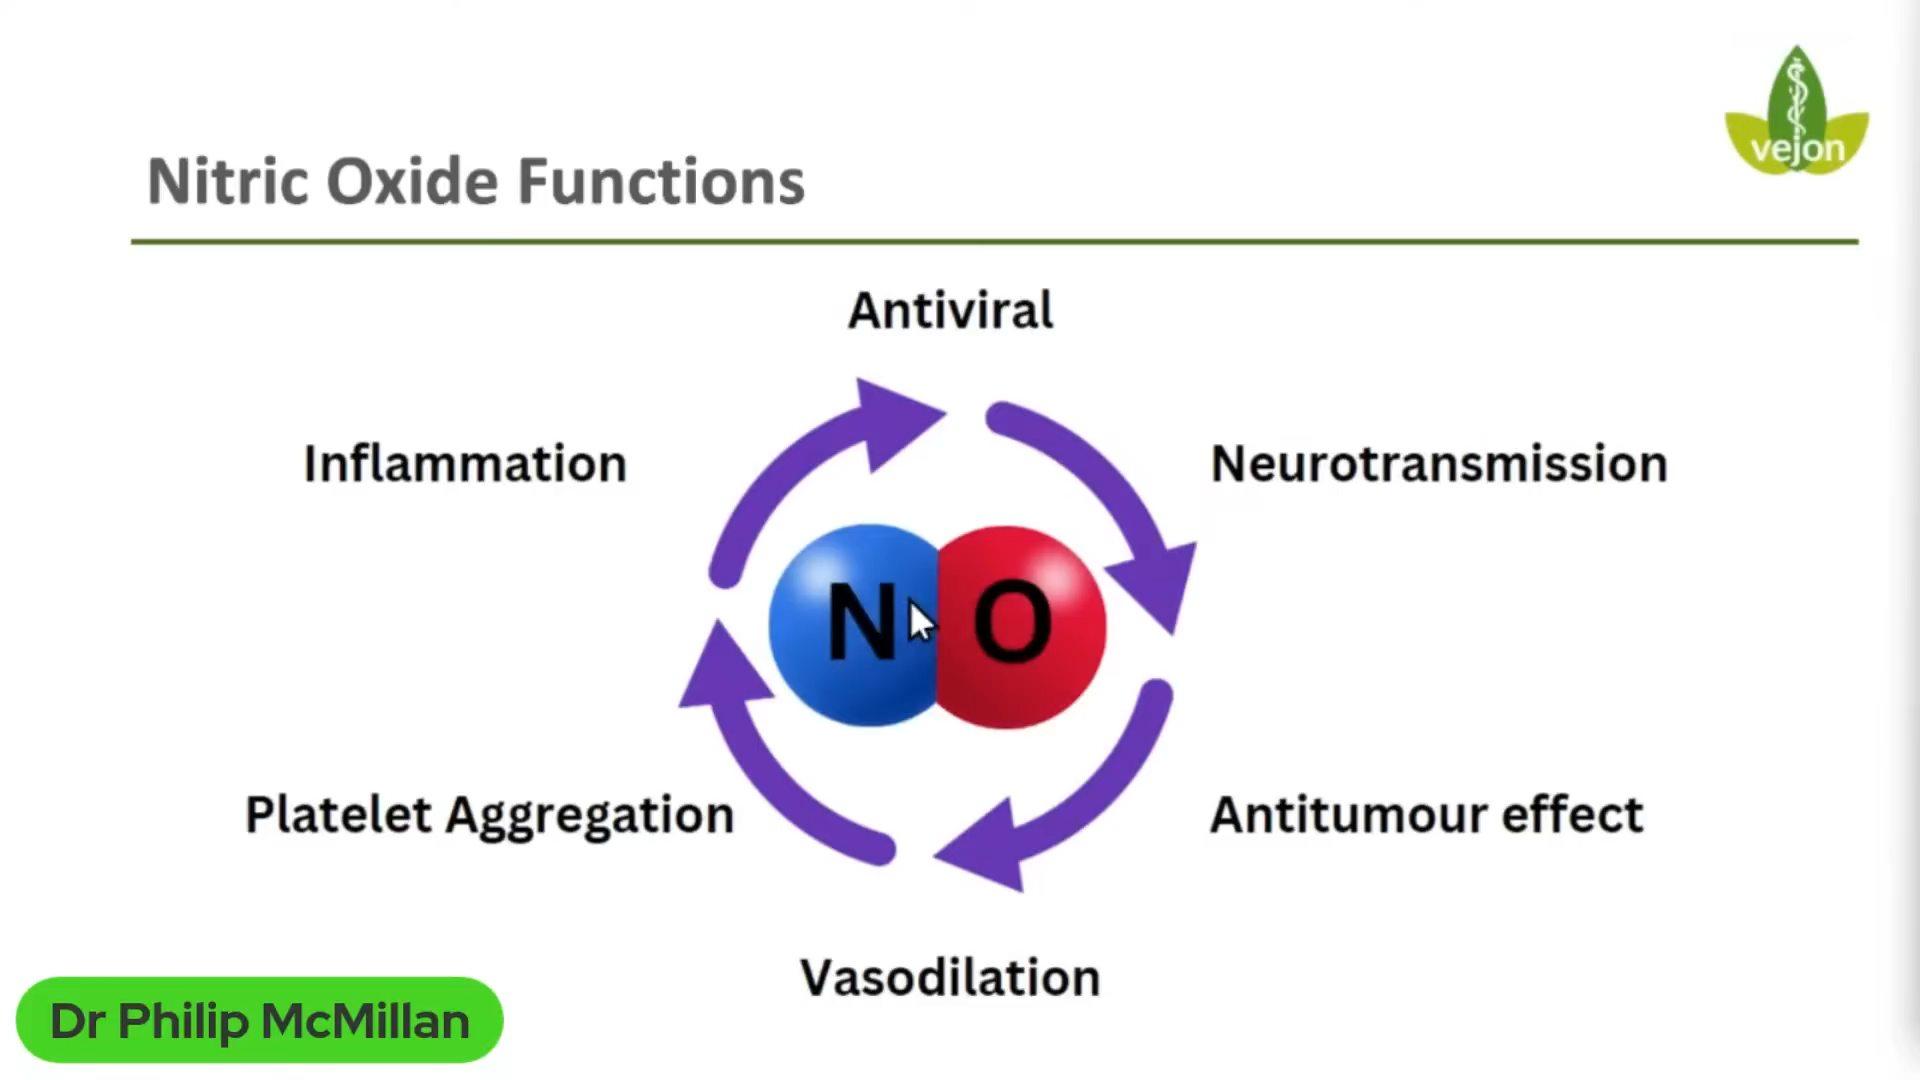 vejon
Nitric Oxide Functions
Antiviral
Inflammation
Neurotransmission
N O
Platelet Aggregation
Antitumour effect
Vasodilation
Dr Philip McMillan